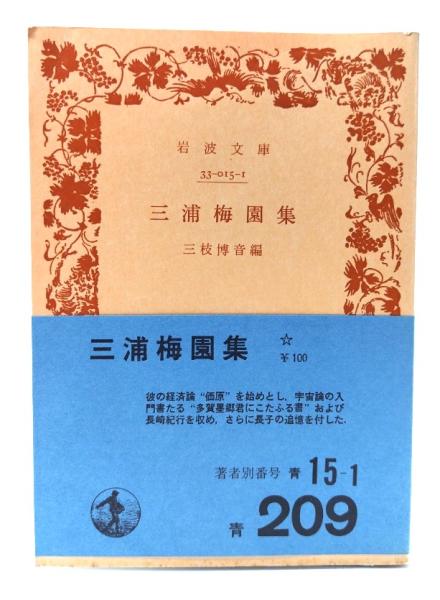 岩波文庫
33-015-1
三浦梅園集
三枝博音編
三浦梅園集
☆
¥100
彼の経済論“価原”を始めとし,宇宙論の入
門書たる“多賀墨郷君にこたふる書”および
長崎紀行を収め,さらに長子の追憶を付した.
著者別番号 青 15-1
青 209